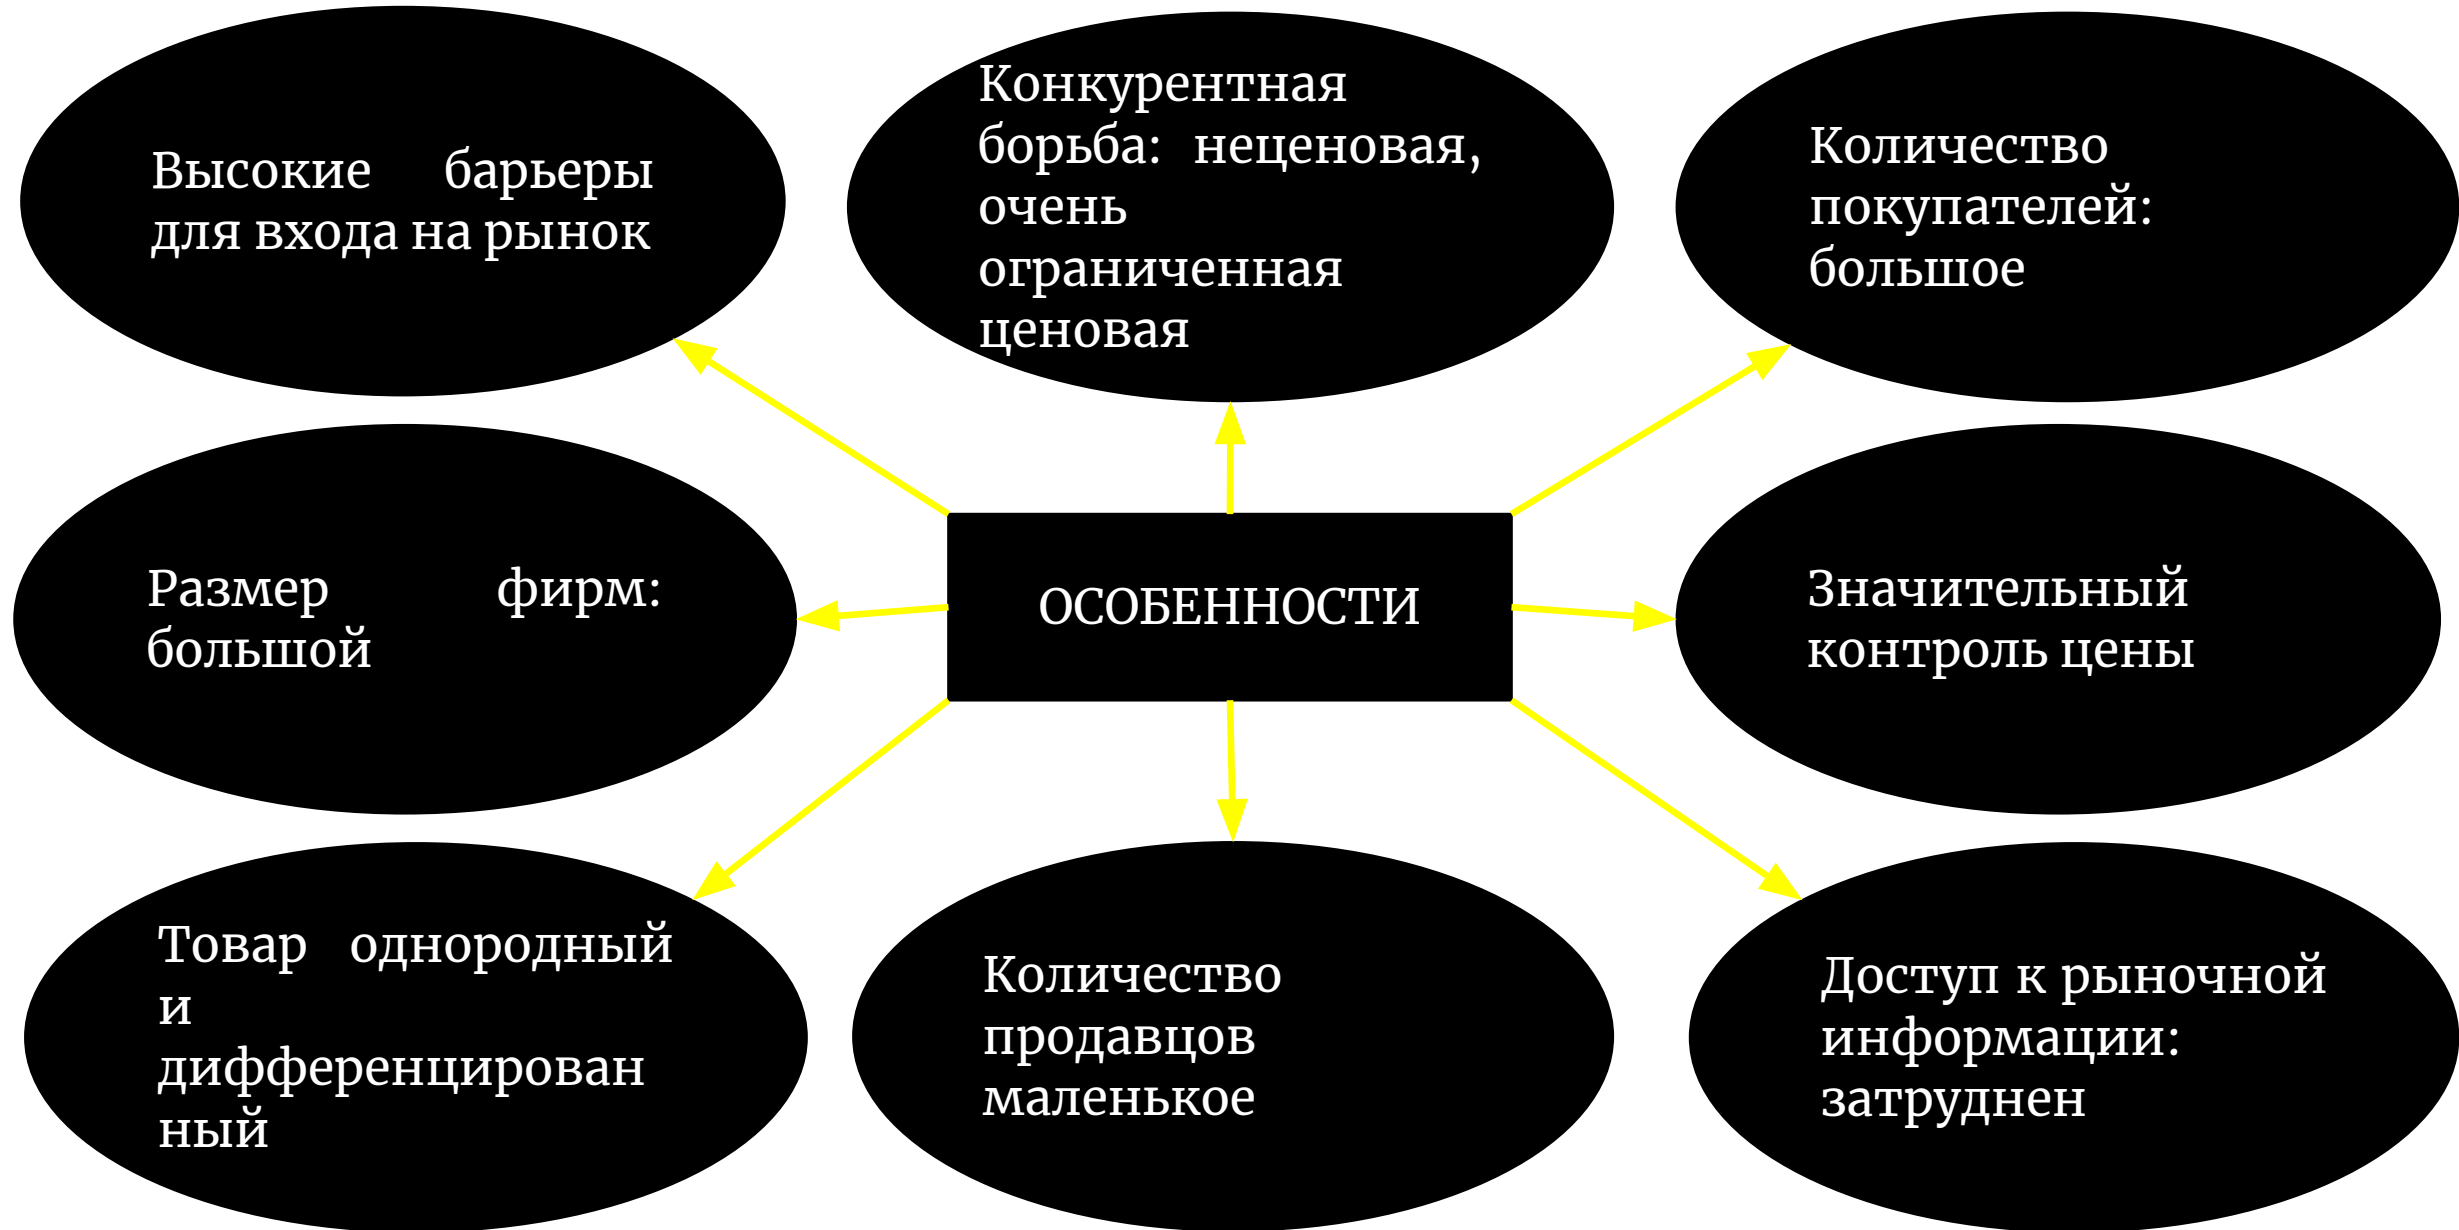 Высокие барьеры
для входа на рынок
Конкурентная
борьба: неценовая,
очень
ограниченная
ценовая
Количество
покупателей:
большое
Размер фирм:
большой
ОСОБЕННОСТИ
Значительный
контроль цены
Товар однородный
и
дифференцирован
ный
Количество
продавцов
маленькое
Доступ к рыночной
информации:
затруднен